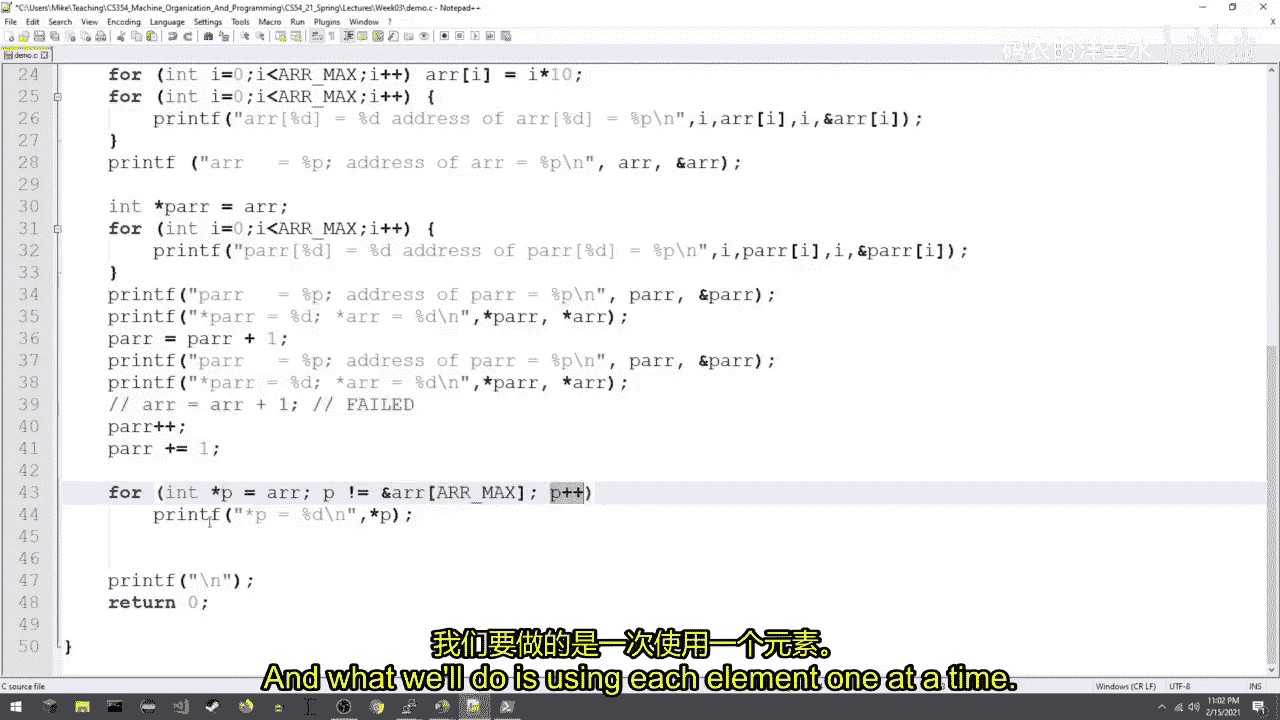 *C:\Users\Mike\Teaching\CS354_Machine_Organization_And_Programming\CS54_21_Spring\Lectures\Week03\demo.c - Notepad++
File Edit Search View Encoding Language Settings Tools Macro Run Plugins Window ?
X
demo.c
码农的洋墨水
24 for (int i=0;i<ARR_MAX;i++) arr[i] = i*10;
25 for (int i=0;i<ARR_MAX;i++) {
26 printf("arr[%d] = %d address of arr[%d] = %p\n",i,arr[i],i,&arr[i]);
27 }
28 printf ("arr   = %p; address of arr = %p\n", arr, &arr);
29
30 int *parr = arr;
31 for (int i=0;i<ARR_MAX;i++) {
32 printf("parr[%d] = %d address of parr[%d] = %p\n",i,parr[i],i,&parr[i]);
33 }
34 printf("parr   = %p; address of parr = %p\n", parr, &parr);
35 printf("*parr = %d; *arr = %d\n",*parr, *arr);
36 parr = parr + 1;
37 printf("parr   = %p; address of parr = %p\n", parr, &parr);
38 printf("*parr = %d; *arr = %d\n",*parr, *arr);
39 // arr = arr + 1; // FAILED
40 parr++;
41 parr += 1;
42
43 for (int *p = arr; p != &arr[ARR_MAX]; p++)
44 printf("*p = %d\n",*p);
45
46
47 printf("\n");
48 return 0;
49
50 }
我们要做的是一次使用一个元素。
And what we'll do is using each element one at a time.
C source file
Windows (CR LF) UTF-8 INS
11:02 PM
2/15/2021